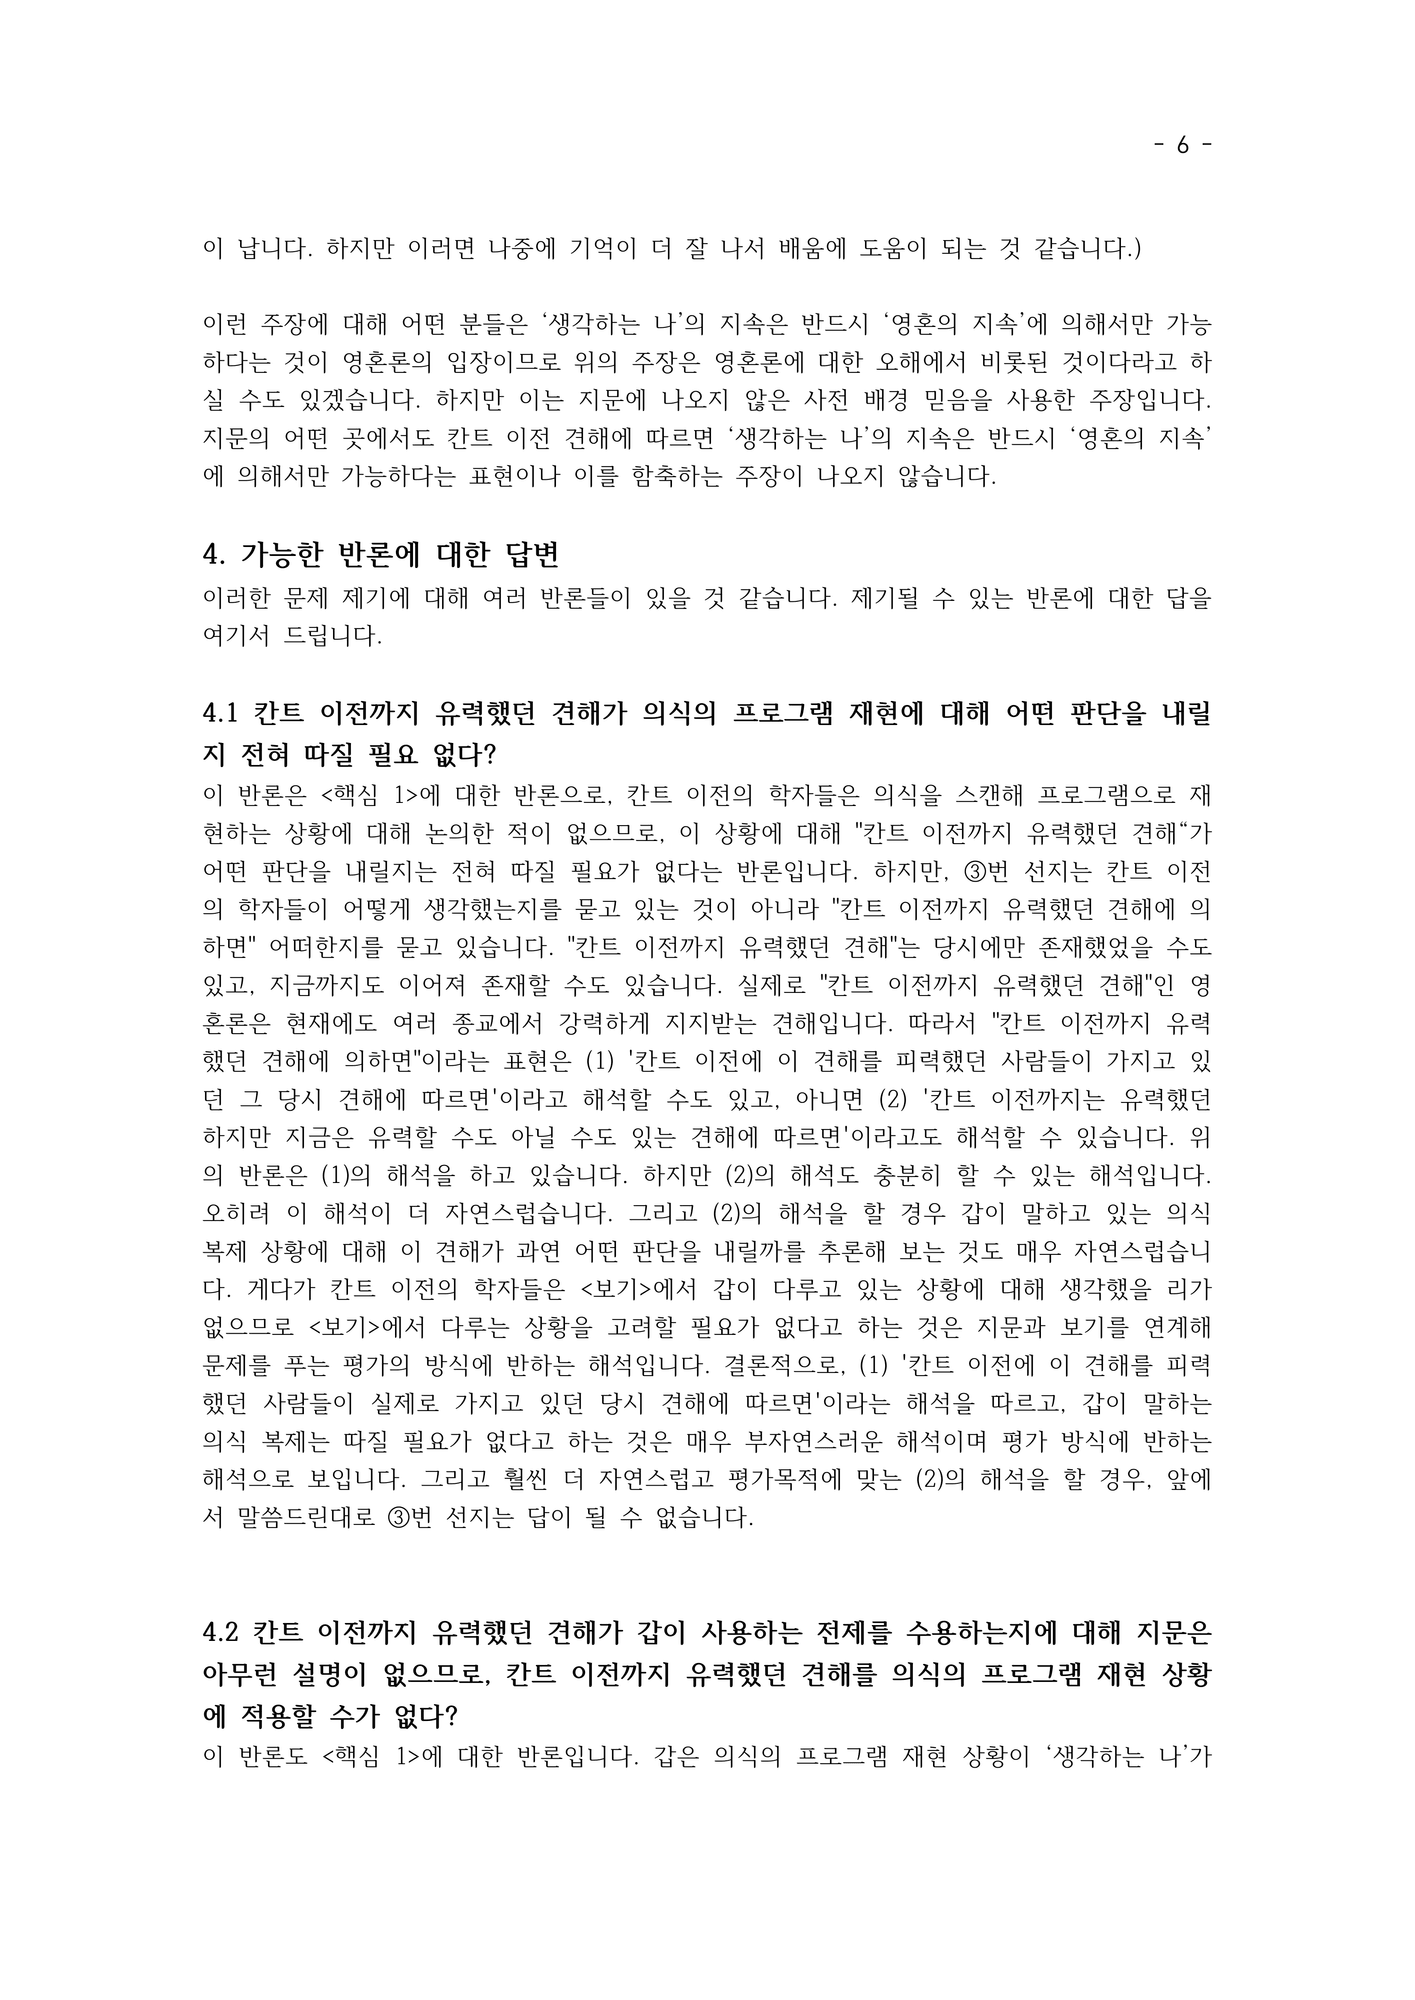 - 6 -
이 납니다. 하지만 이러면 나중에 기억이 더 잘 나서 배움에 도움이 되는 것 같습니다.)
이런 주장에 대해 어떤 분들은 ‘생각하는 나’의 지속은 반드시 ‘영혼의 지속’에 의해서만 가능
하다는 것이 영혼론의 입장이므로 위의 주장은 영혼론에 대한 오해에서 비롯된 것이다라고 하
실 수도 있겠습니다. 하지만 이는 지문에 나오지 않은 사전 배경 믿음을 사용한 주장입니다.
지문의 어떤 곳에서도 칸트 이전 견해에 따르면 ‘생각하는 나’의 지속은 반드시 ‘영혼의 지속’
에 의해서만 가능하다는 표현이나 이를 함축하는 주장이 나오지 않습니다.
4. 가능한 반론에 대한 답변
이러한 문제 제기에 대해 여러 반론들이 있을 것 같습니다. 제기될 수 있는 반론에 대한 답을
여기서 드립니다.
4.1 칸트 이전까지 유력했던 견해가 의식의 프로그램 재현에 대해 어떤 판단을 내릴
지 전혀 따질 필요 없다?
이 반론은 <핵심 1>에 대한 반론으로, 칸트 이전의 학자들은 의식을 스캔해 프로그램으로 재
현하는 상황에 대해 논의한 적이 없으므로, 이 상황에 대해 "칸트 이전까지 유력했던 견해“가
어떤 판단을 내릴지는 전혀 따질 필요가 없다는 반론입니다. 하지만, ③번 선지는 칸트 이전
의 학자들이 어떻게 생각했는지를 묻고 있는 것이 아니라 "칸트 이전까지 유력했던 견해에 의
하면" 어떠한지를 묻고 있습니다. "칸트 이전까지 유력했던 견해"는 당시에만 존재했었을 수도
있고, 지금까지도 이어져 존재할 수도 있습니다. 실제로 "칸트 이전까지 유력했던 견해"인 영
혼론은 현재에도 여러 종교에서 강력하게 지지받는 견해입니다. 따라서 "칸트 이전까지 유력
했던 견해에 의하면"이라는 표현은 (1) '칸트 이전에 이 견해를 피력했던 사람들이 가지고 있
던 그 당시 견해에 따르면'이라고 해석할 수도 있고, 아니면 (2) '칸트 이전까지는 유력했던
하지만 지금은 유력할 수도 아닐 수도 있는 견해에 따르면'이라고도 해석할 수 있습니다. 위
의 반론은 (1)의 해석을 하고 있습니다. 하지만 (2)의 해석도 충분히 할 수 있는 해석입니다.
오히려 이 해석이 더 자연스럽습니다. 그리고 (2)의 해석을 할 경우 갑이 말하고 있는 의식
복제 상황에 대해 이 견해가 과연 어떤 판단을 내릴까를 추론해 보는 것도 매우 자연스럽습니
다. 게다가 칸트 이전의 학자들은 <보기>에서 갑이 다루고 있는 상황에 대해 생각했을 리가
없으므로 <보기>에서 다루는 상황을 고려할 필요가 없다고 하는 것은 지문과 보기를 연계해
문제를 푸는 평가의 방식에 반하는 해석입니다. 결론적으로, (1) '칸트 이전에 이 견해를 피력
했던 사람들이 실제로 가지고 있던 당시 견해에 따르면'이라는 해석을 따르고, 갑이 말하는
의식 복제는 따질 필요가 없다고 하는 것은 매우 부자연스러운 해석이며 평가 방식에 반하는
해석으로 보입니다. 그리고 훨씬 더 자연스럽고 평가목적에 맞는 (2)의 해석을 할 경우, 앞에
서 말씀드린대로 ③번 선지는 답이 될 수 없습니다.
4.2 칸트 이전까지 유력했던 견해가 갑이 사용하는 전제를 수용하는지에 대해 지문은
아무런 설명이 없으므로, 칸트 이전까지 유력했던 견해를 의식의 프로그램 재현 상황
에 적용할 수가 없다?
이 반론도 <핵심 1>에 대한 반론입니다. 갑은 의식의 프로그램 재현 상황이 ‘생각하는 나’가